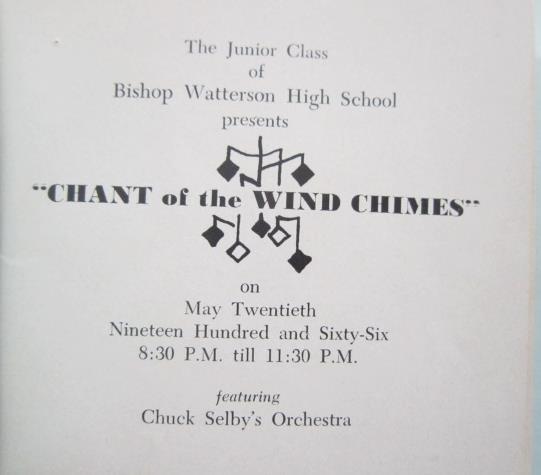 The Junior Class
of
Bishop Watterson High School
presents
"CHANT of the WIND CHIMES"
on
May Twentieth
Nineteen Hundred and Sixty-Six
8:30 P.M. till 11:30 P.M.
featuring
Chuck Selby's Orchestra